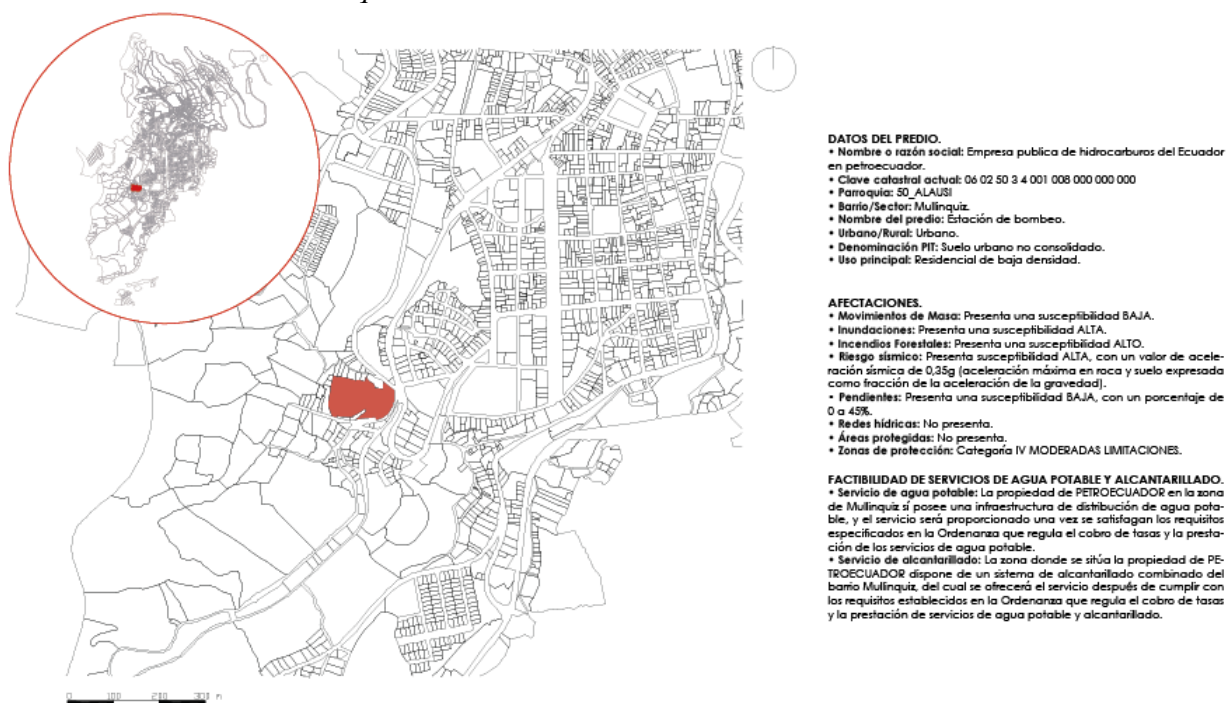 DATOS DEL PREDIO.
• Nombre o razón social: Empresa publica de hidrocarburos del Ecuador
en petroecuador.
• Clave catastral actual: 06 02 50 3 4 001 008 000 000 000
• Parroquia: 50_ALAUSI
• Barrio/Sector: Mullinquiz.
• Nombre del predio: Estación de bombeo.
• Urbano/Rural: Urbano.
• Denominación PIT: Suelo urbano no consolidado.
• Uso principal: Residencial de baja densidad.
AFECTACIONES.
• Movimientos de Masa: Presenta una susceptibilidad BAJA.
• Inundaciones: Presenta una susceptibilidad ALTA.
• Incendios Forestales: Presenta una susceptibilidad ALTO.
• Riesgo sísmico: Presenta susceptibilidad ALTA, con un valor de acele-
ración sísmica de 0,35g (aceleración máxima en roca y suelo expresada
como fracción de la aceleración de la gravedad).
• Pendientes: Presenta una susceptibilidad BAJA, con un porcentaje de
0 a 45%.
• Redes hídricas: No presenta.
• Áreas protegidas: No presenta.
• Zonas de protección: Categoría IV MODERADAS LIMITACIONES.
FACTIBILIDAD DE SERVICIOS DE AGUA POTABLE Y ALCANTARILLADO.
• Servicio de agua potable: La propiedad de PETROECUADOR en la zona
de Mullinquiz sí posee una infraestructura de distribución de agua pota-
ble, y el servicio será proporcionado una vez se satisfagan los requisitos
especificados en la Ordenanza que regula el cobro de tasas y la presta-
ción de los servicios de agua potable.
• Servicio de alcantarillado: La zona donde se sitúa la propiedad de PE-
TROECUADOR dispone de un sistema de alcantarillado combinado del
barrio Mullinquiz, del cual se ofrecerá el servicio después de cumplir con
los requisitos establecidos en la Ordenanza que regula el cobro de tasas
y la prestación de servicios de agua potable y alcantarillado.
0 100 200 300 m